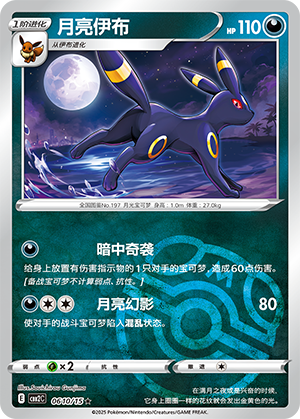 1阶进化 月亮伊布 HP 110
从伊布进化
全国图鉴No.197 月光宝可梦 身高：1.0m 体重：27.0kg
暗中奇袭
给身上放置有伤害指示物的1只对手的宝可梦，造成60点伤害。
[备战宝可梦不计算弱点、抗性。]
月亮幻影 80
使对手的战斗宝可梦陷入混乱状态。
弱点 ×2 抗性 撤退
Illus. Souichirou Gunjima
在满月之夜或是兴奋的时候，
它身上圆圈一样的花纹就会发出金黄色的光。
©2025 Pokémon/Nintendo/Creatures/GAME FREAK.